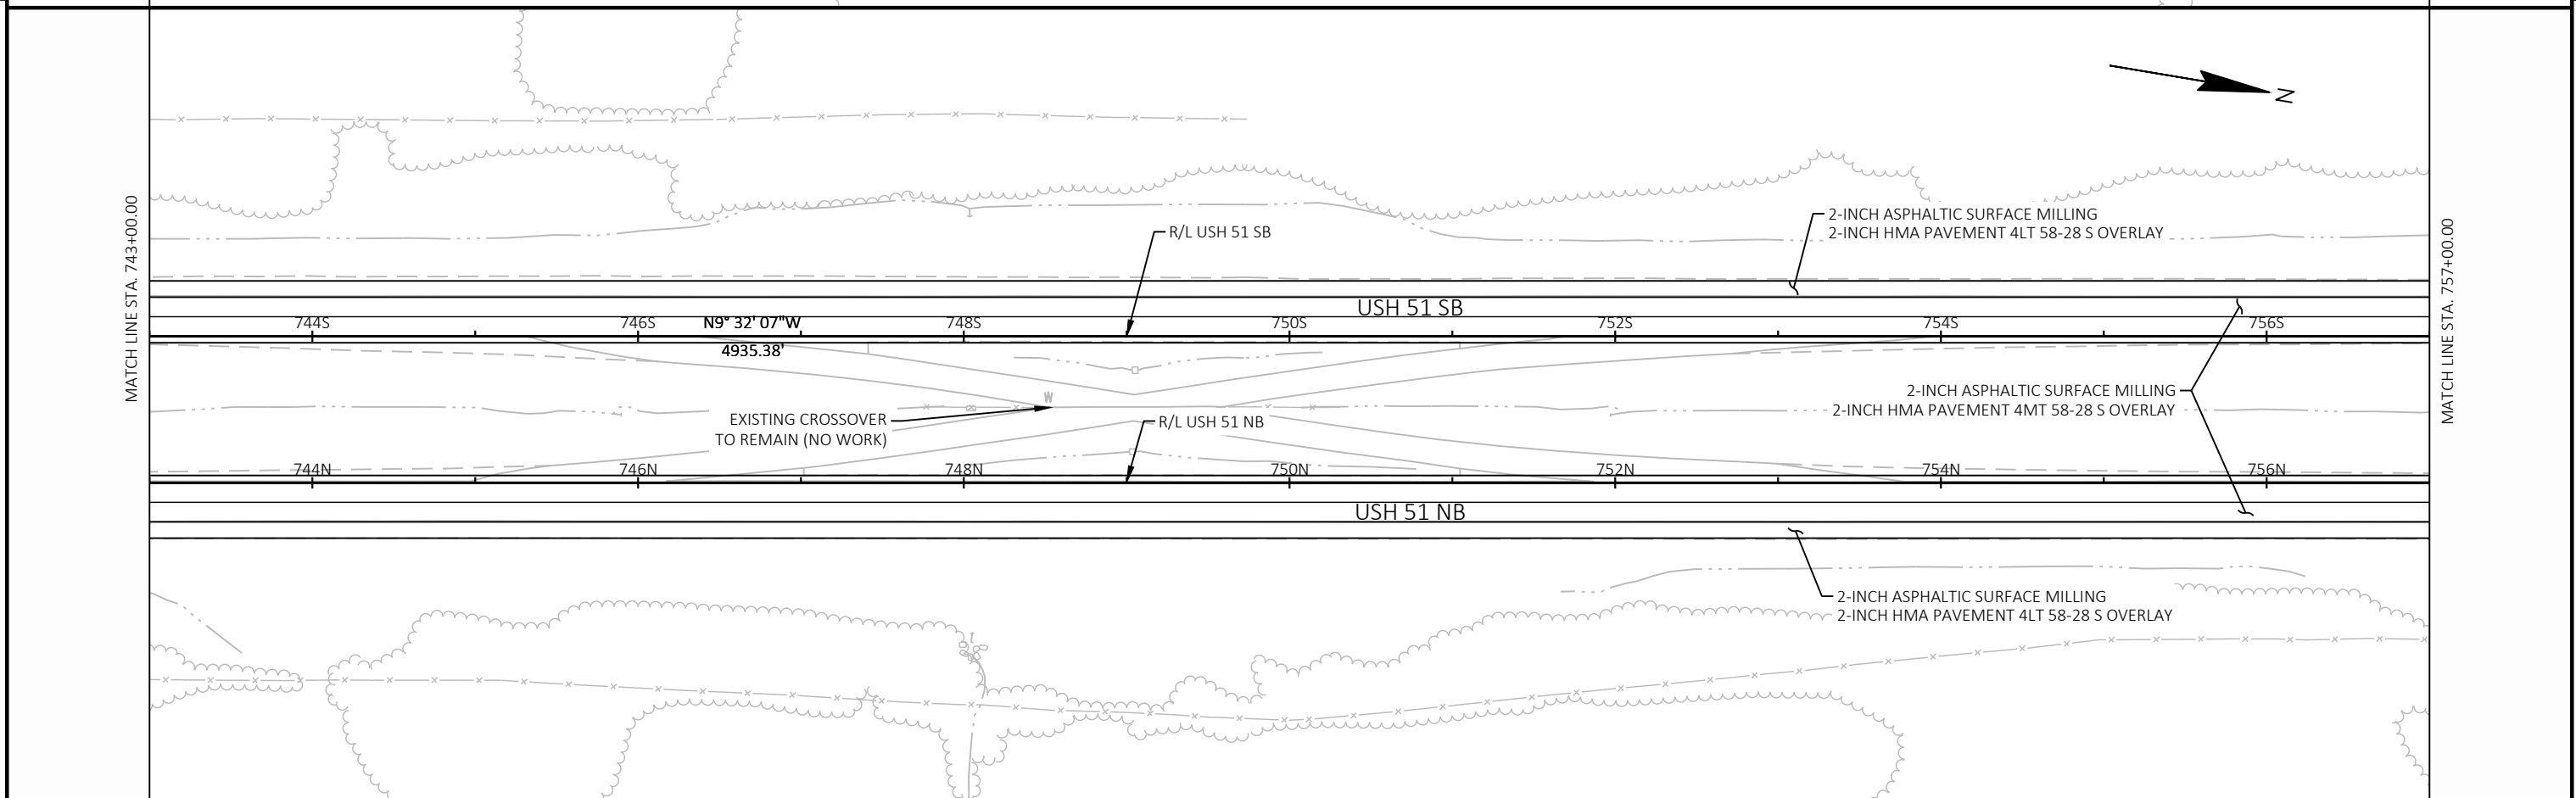 N
MATCH LINE STA. 743+00.00
MATCH LINE STA. 757+00.00
2-INCH ASPHALTIC SURFACE MILLING
2-INCH HMA PAVEMENT 4LT 58-28 S OVERLAY
R/L USH 51 SB
USH 51 SB
744S 746S N9° 32' 07"W 748S 750S 752S 754S 756S
4935.38'
2-INCH ASPHALTIC SURFACE MILLING
2-INCH HMA PAVEMENT 4MT 58-28 S OVERLAY
W
EXISTING CROSSOVER
TO REMAIN (NO WORK)
R/L USH 51 NB
744N 746N 748N 750N 752N 754N 756N
USH 51 NB
2-INCH ASPHALTIC SURFACE MILLING
2-INCH HMA PAVEMENT 4LT 58-28 S OVERLAY